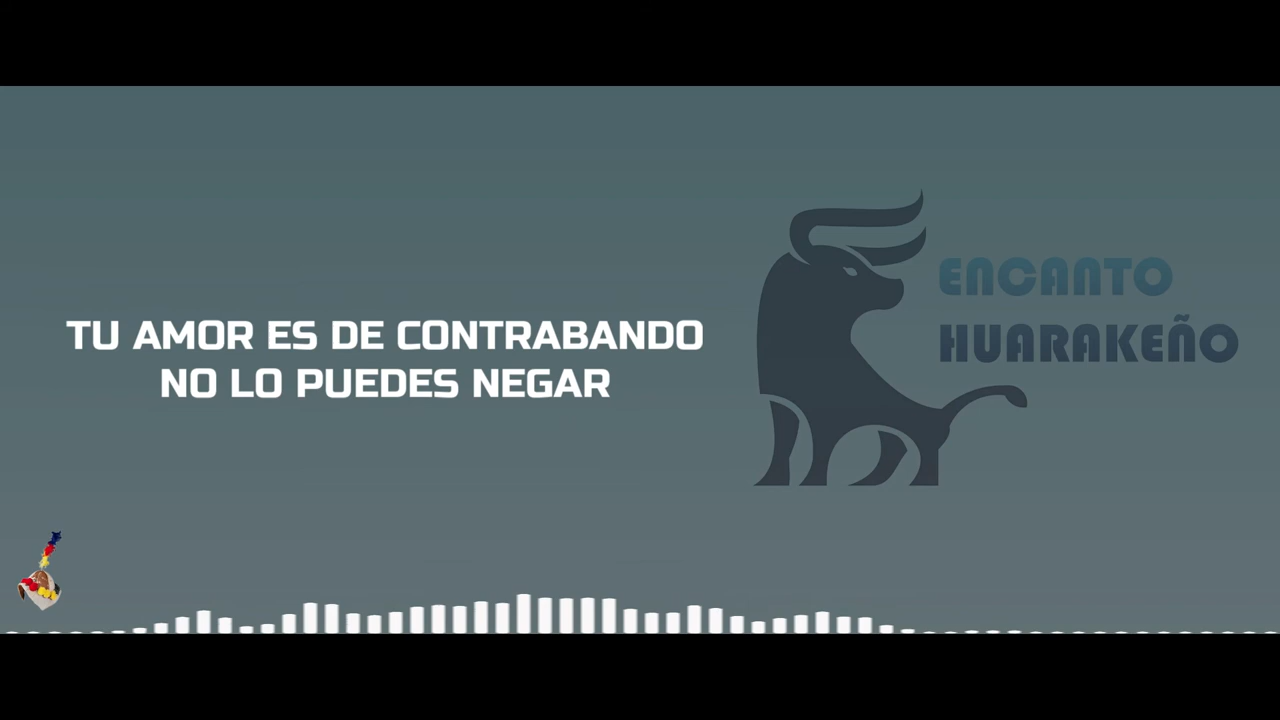 TU AMOR ES DE CONTRABANDO
NO LO PUEDES NEGAR
ENCANTO
HUARAKEÑO